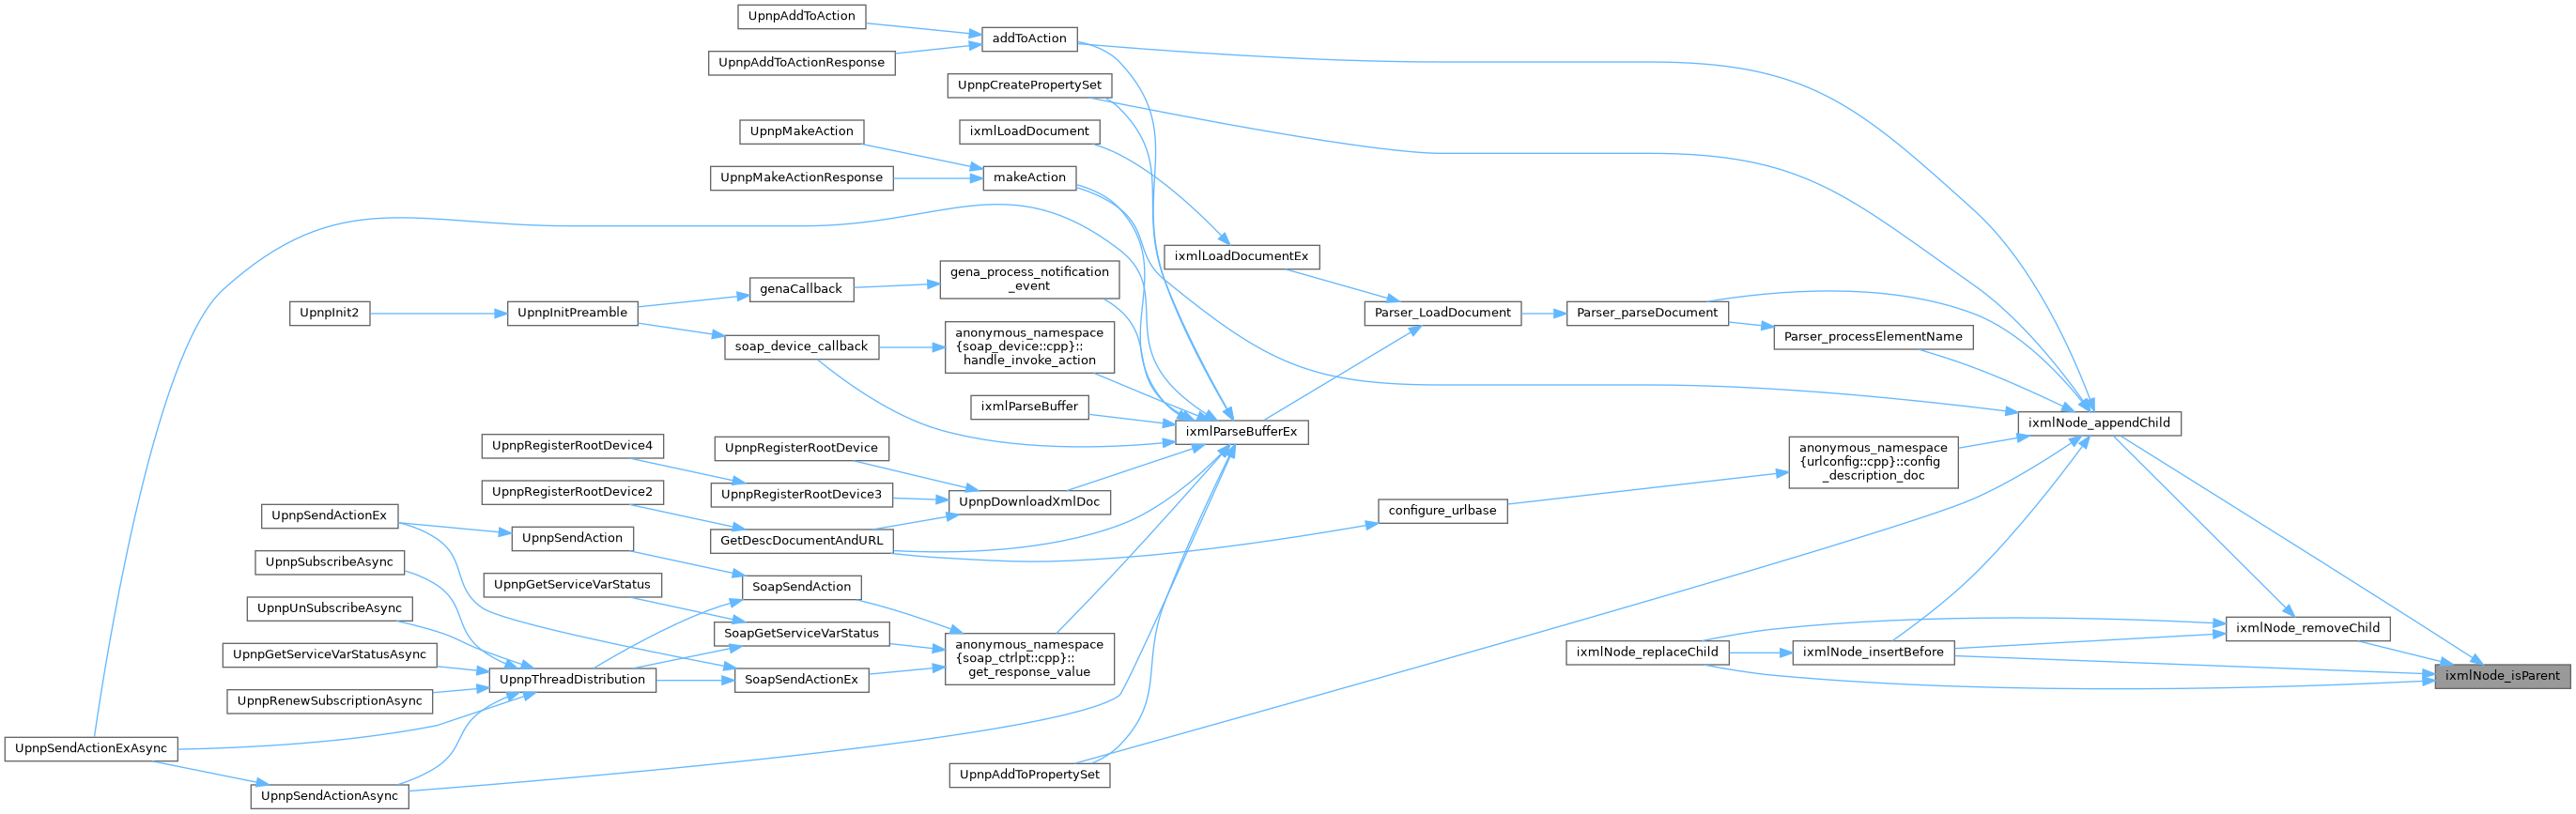 UpnpAddToAction
addToAction
UpnpAddToActionResponse
UpnpCreatePropertySet
UpnpMakeAction
ixmlLoadDocument
UpnpMakeActionResponse
makeAction
ixmlLoadDocumentEx
gena_process_notification
_event
genaCallback
UpnpInit2
UpnpInitPreamble
Parser_LoadDocument
Parser_parseDocument
Parser_processElementName
anonymous_namespace
{soap_device::cpp}::
handle_invoke_action
soap_device_callback
ixmlParseBuffer
ixmlParseBufferEx
ixmlNode_appendChild
UpnpRegisterRootDevice4
UpnpRegisterRootDevice
anonymous_namespace
{urlconfig::cpp}::config
_description_doc
UpnpRegisterRootDevice2
UpnpRegisterRootDevice3
UpnpDownloadXmlDoc
configure_urlbase
UpnpSendActionEx
UpnpSendAction
GetDescDocumentAndURL
UpnpSubscribeAsync
UpnpGetServiceVarStatus
SoapSendAction
UpnpUnSubscribeAsync
SoapGetServiceVarStatus
anonymous_namespace
{soap_ctrlpt::cpp}::
get_response_value
ixmlNode_removeChild
UpnpGetServiceVarStatusAsync
ixmlNode_replaceChild
ixmlNode_insertBefore
UpnpThreadDistribution
SoapSendActionEx
ixmlNode_isParent
UpnpRenewSubscriptionAsync
UpnpSendActionExAsync
UpnpAddToPropertySet
UpnpSendActionAsync